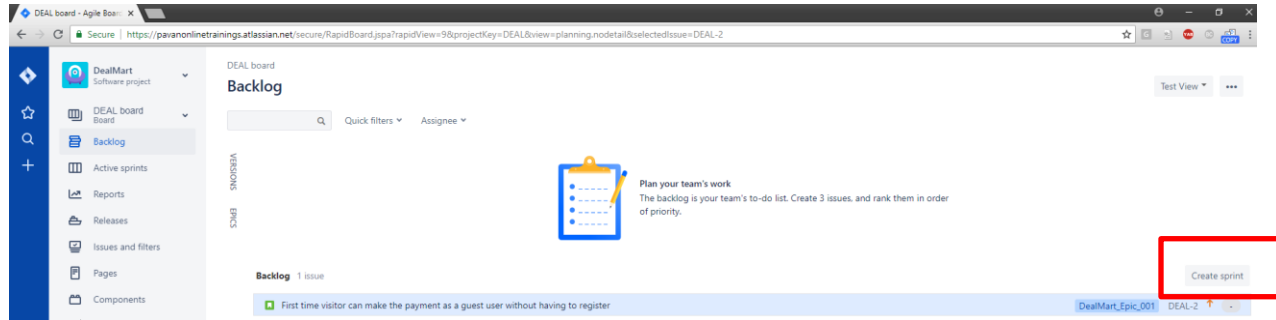 DEAL board - Agile Boar
Secure | https://pavanonlinetrainings.atlassian.net/secure/RapidBoard.jspa?rapidView=9&projectKey=DEAL&view=planning.nodetail&selectedIssue=DEAL-2
COPY
DealMart
Software project
DEAL board
Board
Backlog
Active sprints
Reports
Releases
Issues and filters
Pages
Components
DEAL board
Backlog
Test View
Quick filters
Assignee
VERSIONS
EPICS
Plan your team's work
The backlog is your team's to-do list. Create 3 issues, and rank them in order
of priority.
Backlog 1 issue
Create sprint
First time visitor can make the payment as a guest user without having to register DealMart_Epic_001 DEAL-2 -